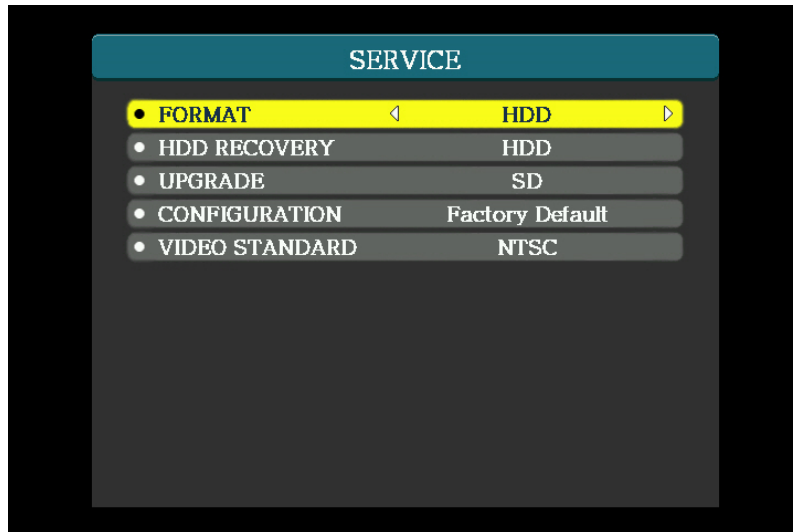 SERVICE
FORMAT HDD
HDD RECOVERY HDD
UPGRADE SD
CONFIGURATION Factory Default
VIDEO STANDARD NTSC